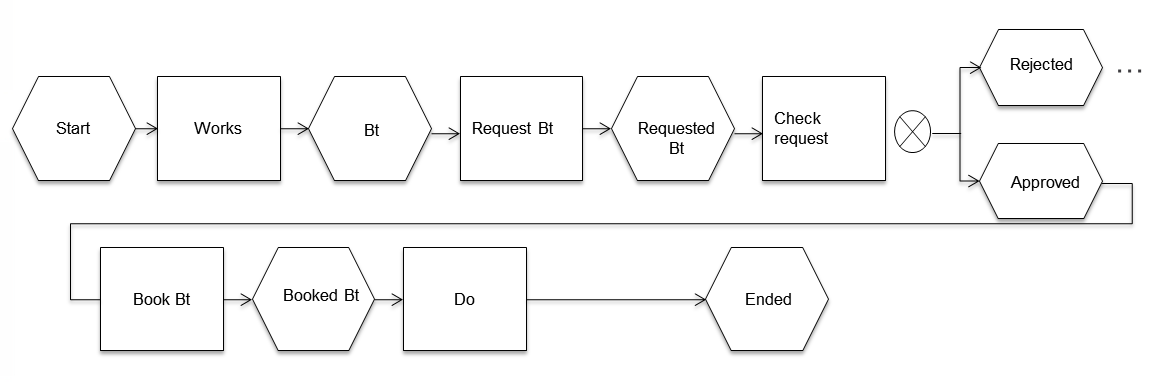 Start
Works
Bt
Request Bt
Requested
Bt
Check
request
Rejected
...
Approved
Book Bt
Booked Bt
Do
Ended